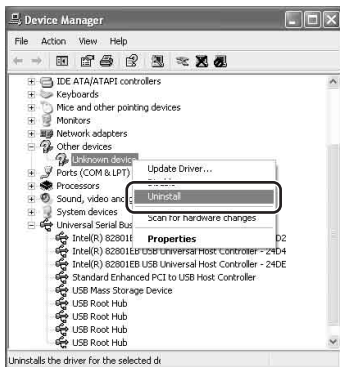 Device Manager
File Action View Help
IDE ATA/ATAPI controllers
Keyboards
Mice and other pointing devices
Monitors
Network adapters
Other devices
Unknown device
Update Driver...
Ports (COM & LPT)
Processors
Uninstall
Sound, video and g
System devices
Scan for hardware changes
Universal Serial Bus
Properties
Intel(R) 82801EB D2
Intel(R) 82801EB USB Universal Host Controller - 24D4
Intel(R) 82801EB USB Universal Host Controller - 24DE
Standard Enhanced PCI to USB Host Controller
USB Mass Storage Device
USB Root Hub
USB Root Hub
USB Root Hub
USB Root Hub
Uninstalls the driver for the selected de